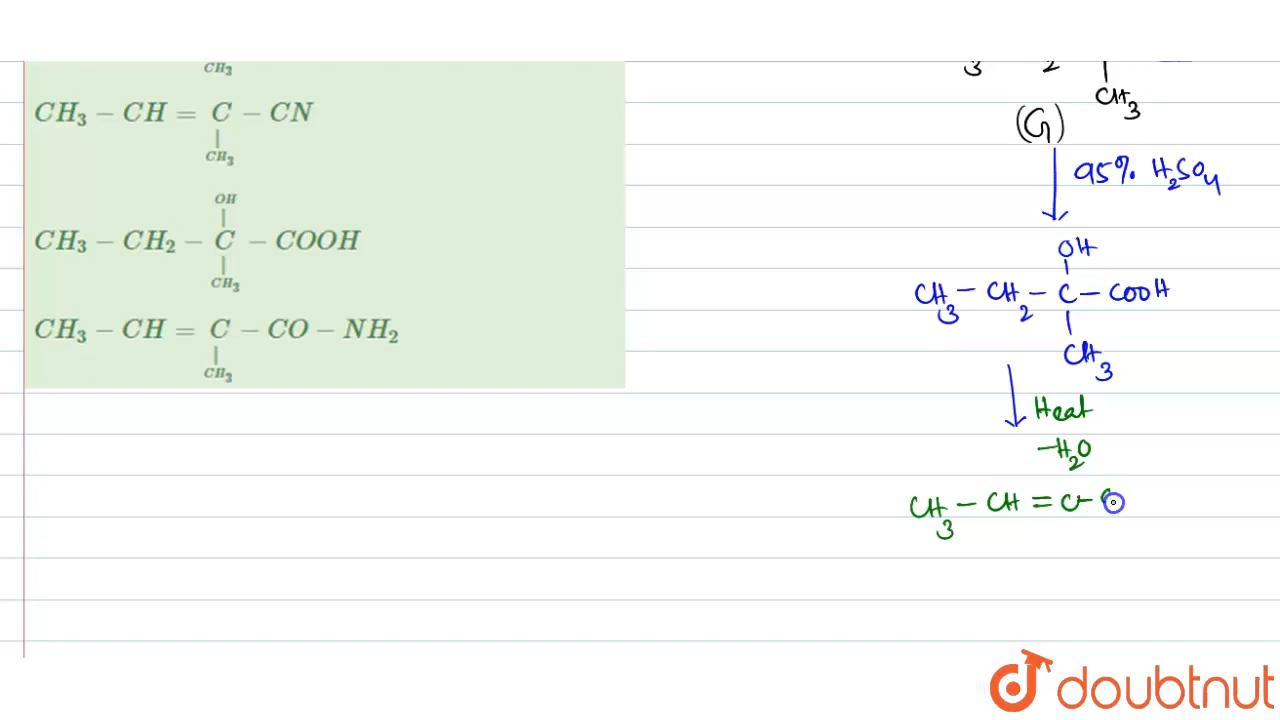 CH₃
CH₃ − CH = C − CN
|
CH₃
OH
|
CH₃ − CH₂ − C − COOH
|
CH₃
CH₃ − CH = C − CO − NH₂
|
CH₃
3 2 |
CH₃
(G)
95% H₂SO₄
OH
|
CH₃ − CH₂ − C − COOH
|
CH₃
Heat
−H₂O
CH₃ − CH = C −
doubtnut